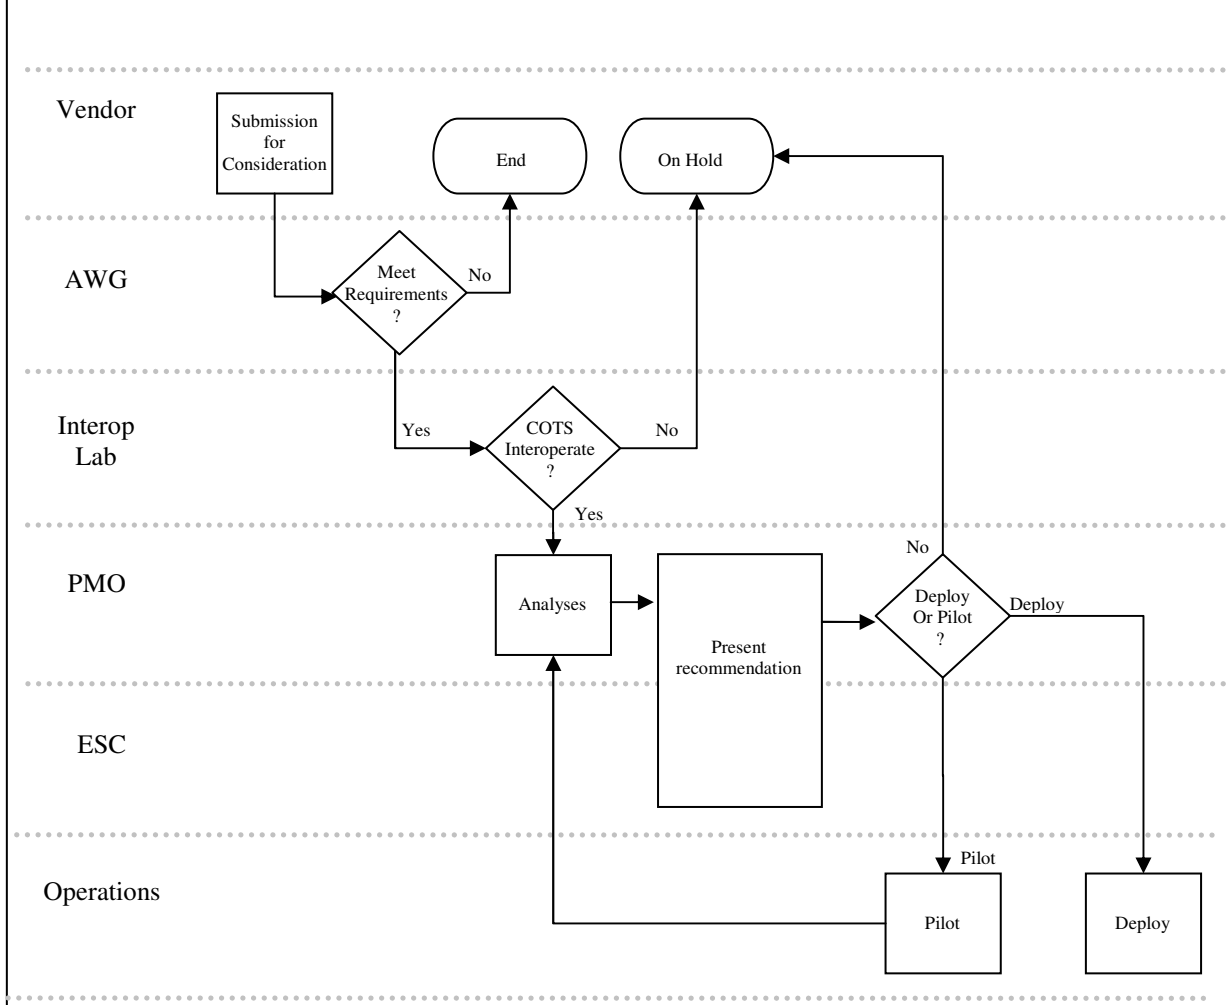 Vendor
Submission
for
Consideration
End
On Hold
AWG
Meet
Requirements
?
No
Interop
Lab
Yes
COTS
Interoperate
?
No
Yes
PMO
Analyses
Present
recommendation
No
Deploy
Or Pilot
?
Deploy
ESC
Operations
Pilot
Pilot
Deploy